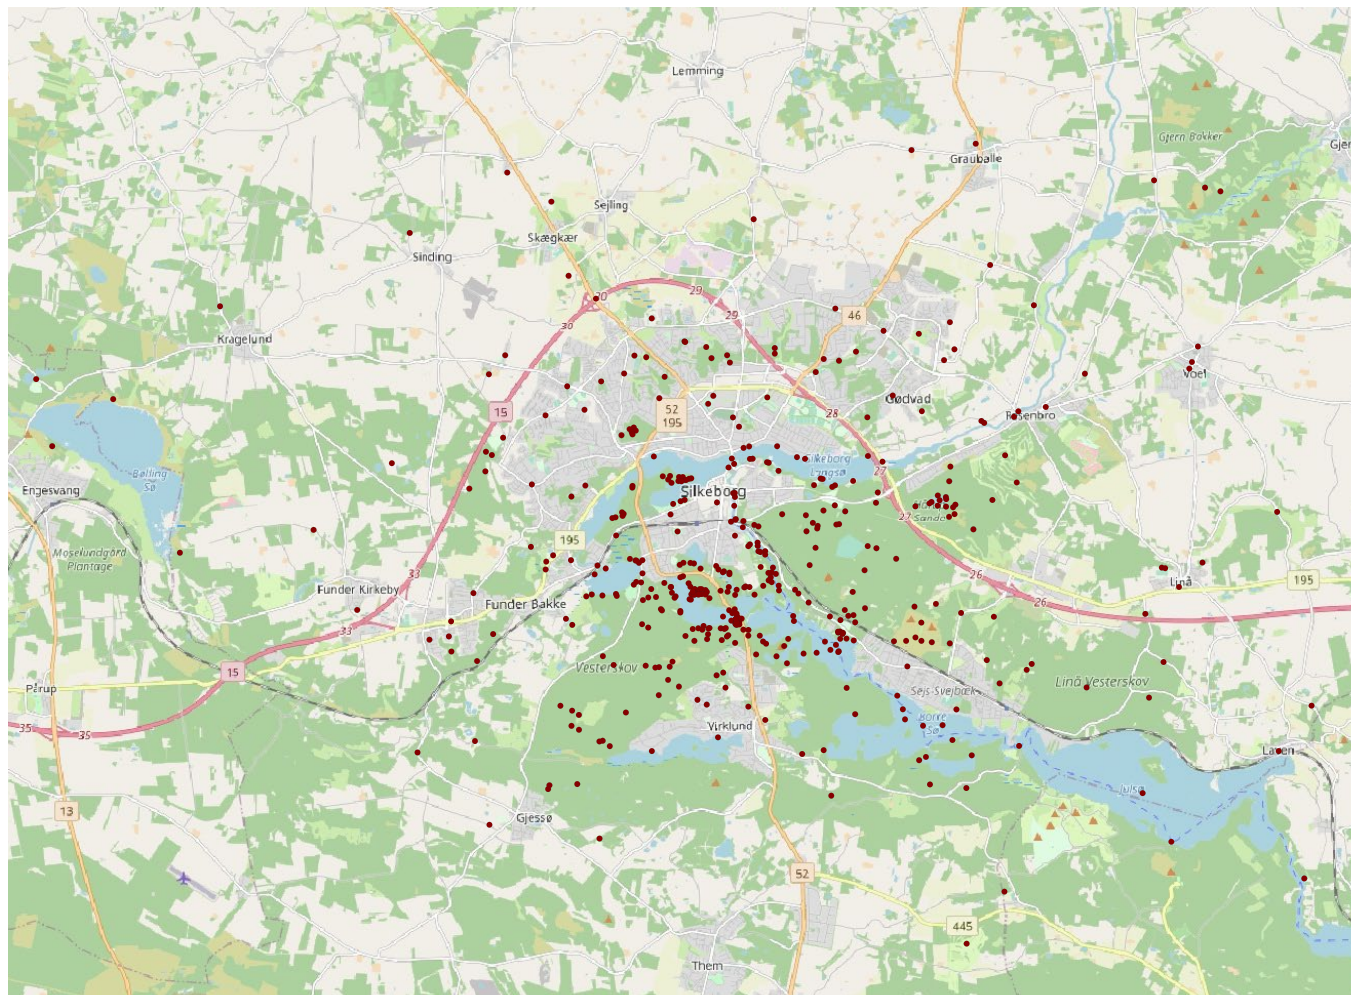 Lemming
Gjern Bakker
Grauballe
Sejling
Skægkær
Sinding
30
29
30
29
46
Kragelund
Voel
15
52
195
28
Gødvad
Resenbro
Bølling
Sø
Silkeborg
Langsø
27
Engesvang
Silkeborg
27
195
Moselundgård
Plantage
33
26
Linå
195
Funder Kirkeby
Funder Bakke
26
33
15
Vesterskov
Linå Vesterskov
Pårup
Sejs-Svejbæk
35
35
Virklund
Borre
Sø
Laven
Julsø
13
Gjessø
52
445
Them